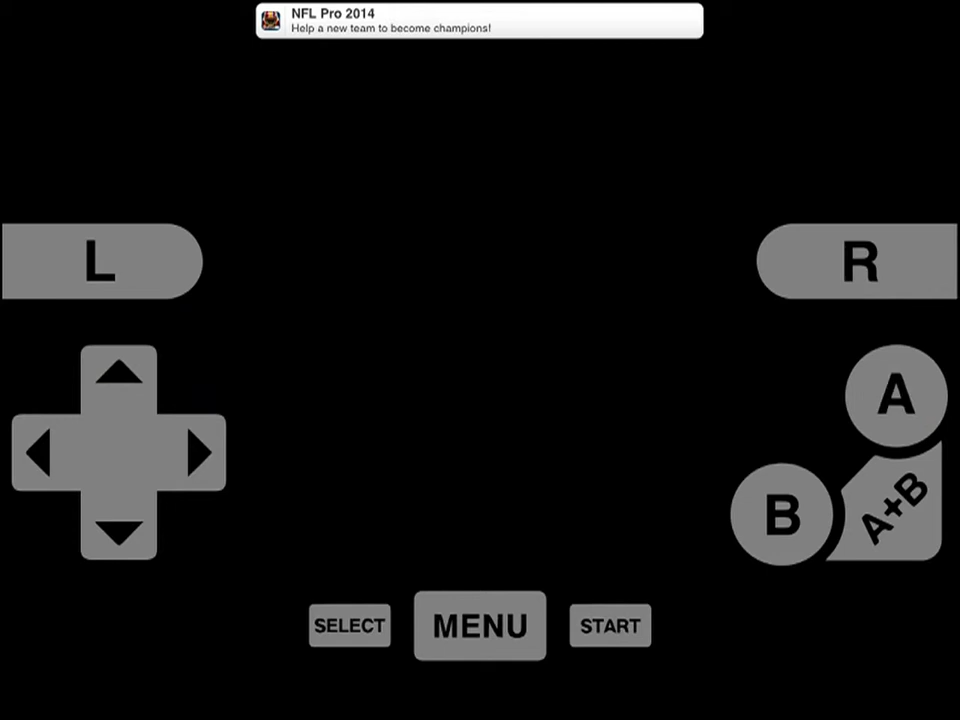 NFL Pro 2014
Help a new team to become champions!
L
R
A
B
A+B
SELECT
MENU
START